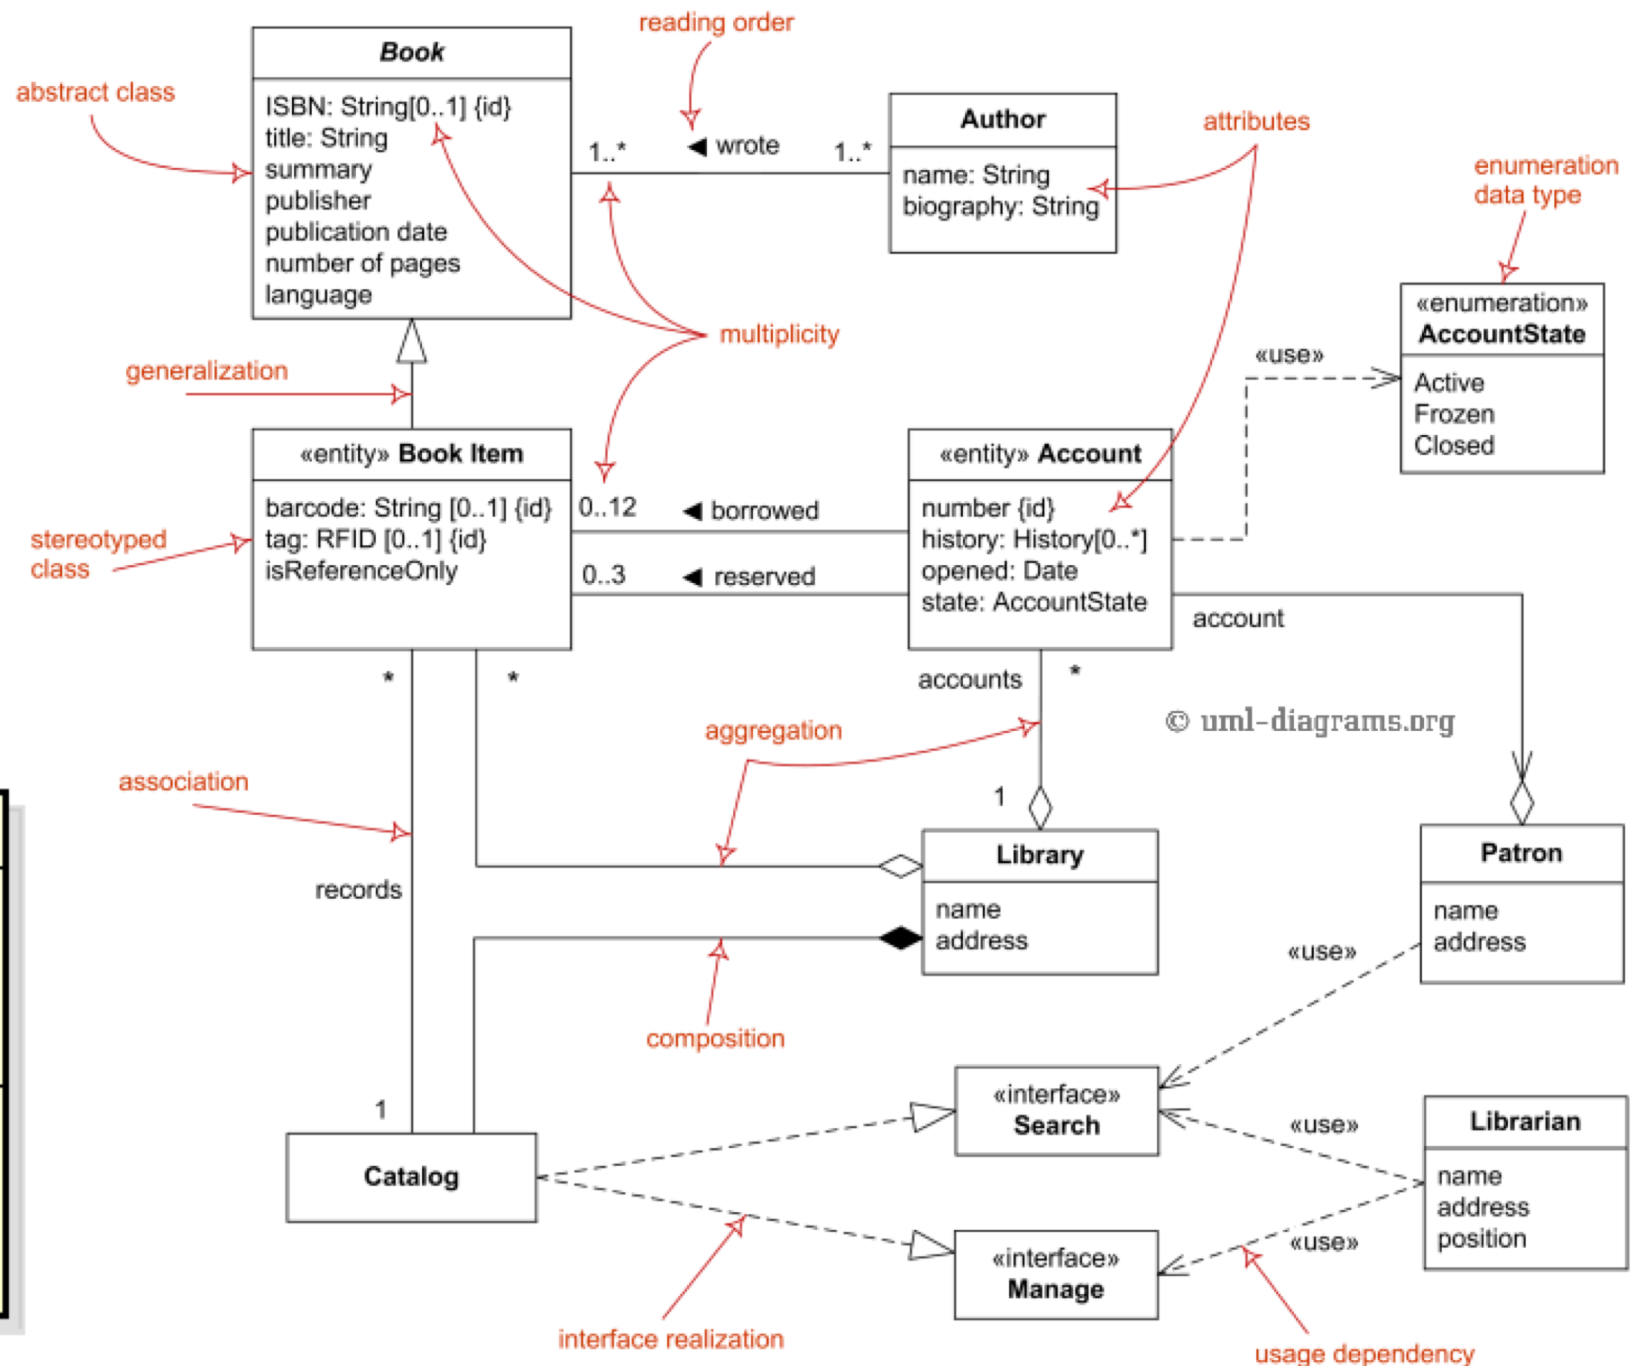 reading order
Book
abstract class
ISBN: String[0..1] {id}
title: String
summary
publisher
publication date
number of pages
language
1..*
◄ wrote
1..*
Author
name: String
biography: String
attributes
enumeration
data type
«enumeration»
AccountState
Active
Frozen
Closed
multiplicity
generalization
«use»
«entity» Book Item
barcode: String [0..1] {id}
tag: RFID [0..1] {id}
isReferenceOnly
stereotyped
class
0..12
◄ borrowed
0..3
◄ reserved
«entity» Account
number {id}
history: History[0..*]
opened: Date
state: AccountState
account
*
*
accounts
*
© uml-diagrams.org
aggregation
association
1
records
Library
name
address
Patron
name
address
composition
«use»
1
Catalog
«interface»
Search
«use»
Librarian
name
address
position
«interface»
Manage
«use»
interface realization
usage dependency